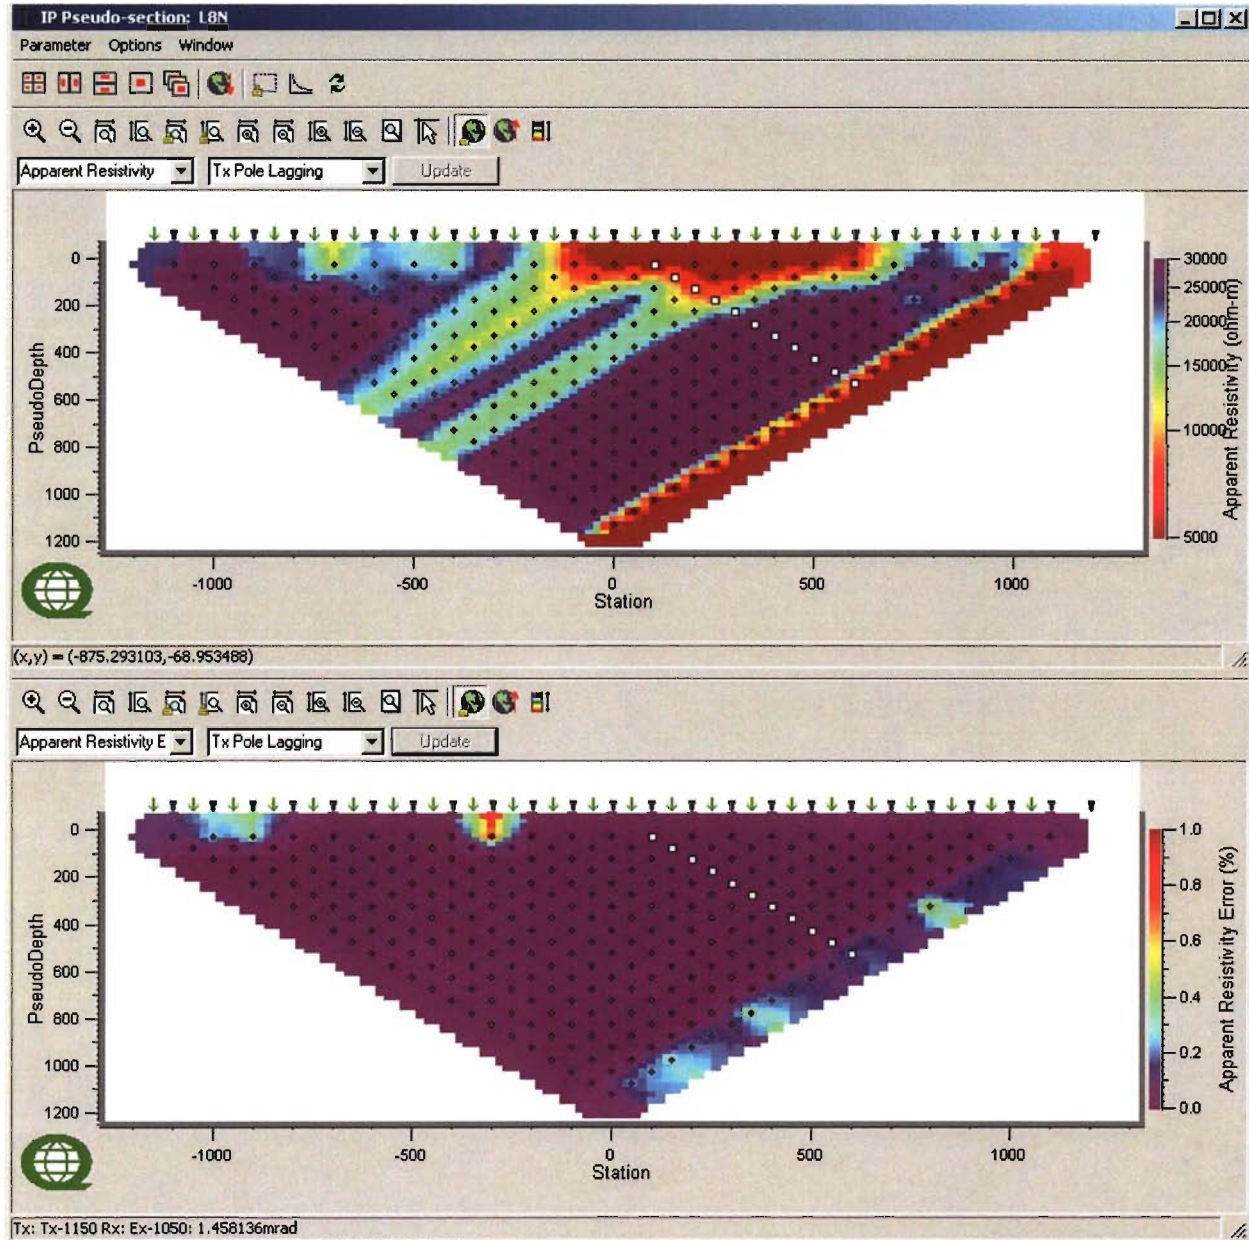 IP Pseudo-section: L8N
Parameter Options Window
Apparent Resistivity Tx Pole Lagging Update
PseudoDepth
0
200
400
600
800
1000
1200
-1000 -500 0 500 1000
Station
30000
25000
20000
15000
10000
5000
Apparent Resistivity (ohm-m)
(x,y) = (-875.293103,-68.953488)
Apparent Resistivity E Tx Pole Lagging Update
PseudoDepth
0
200
400
600
800
1000
1200
-1000 -500 0 500 1000
Station
1.0
0.8
0.6
0.4
0.2
0.0
Apparent Resistivity Error (%)
Tx: Tx-1150 Rx: Ex-1050: 1.458136mrad